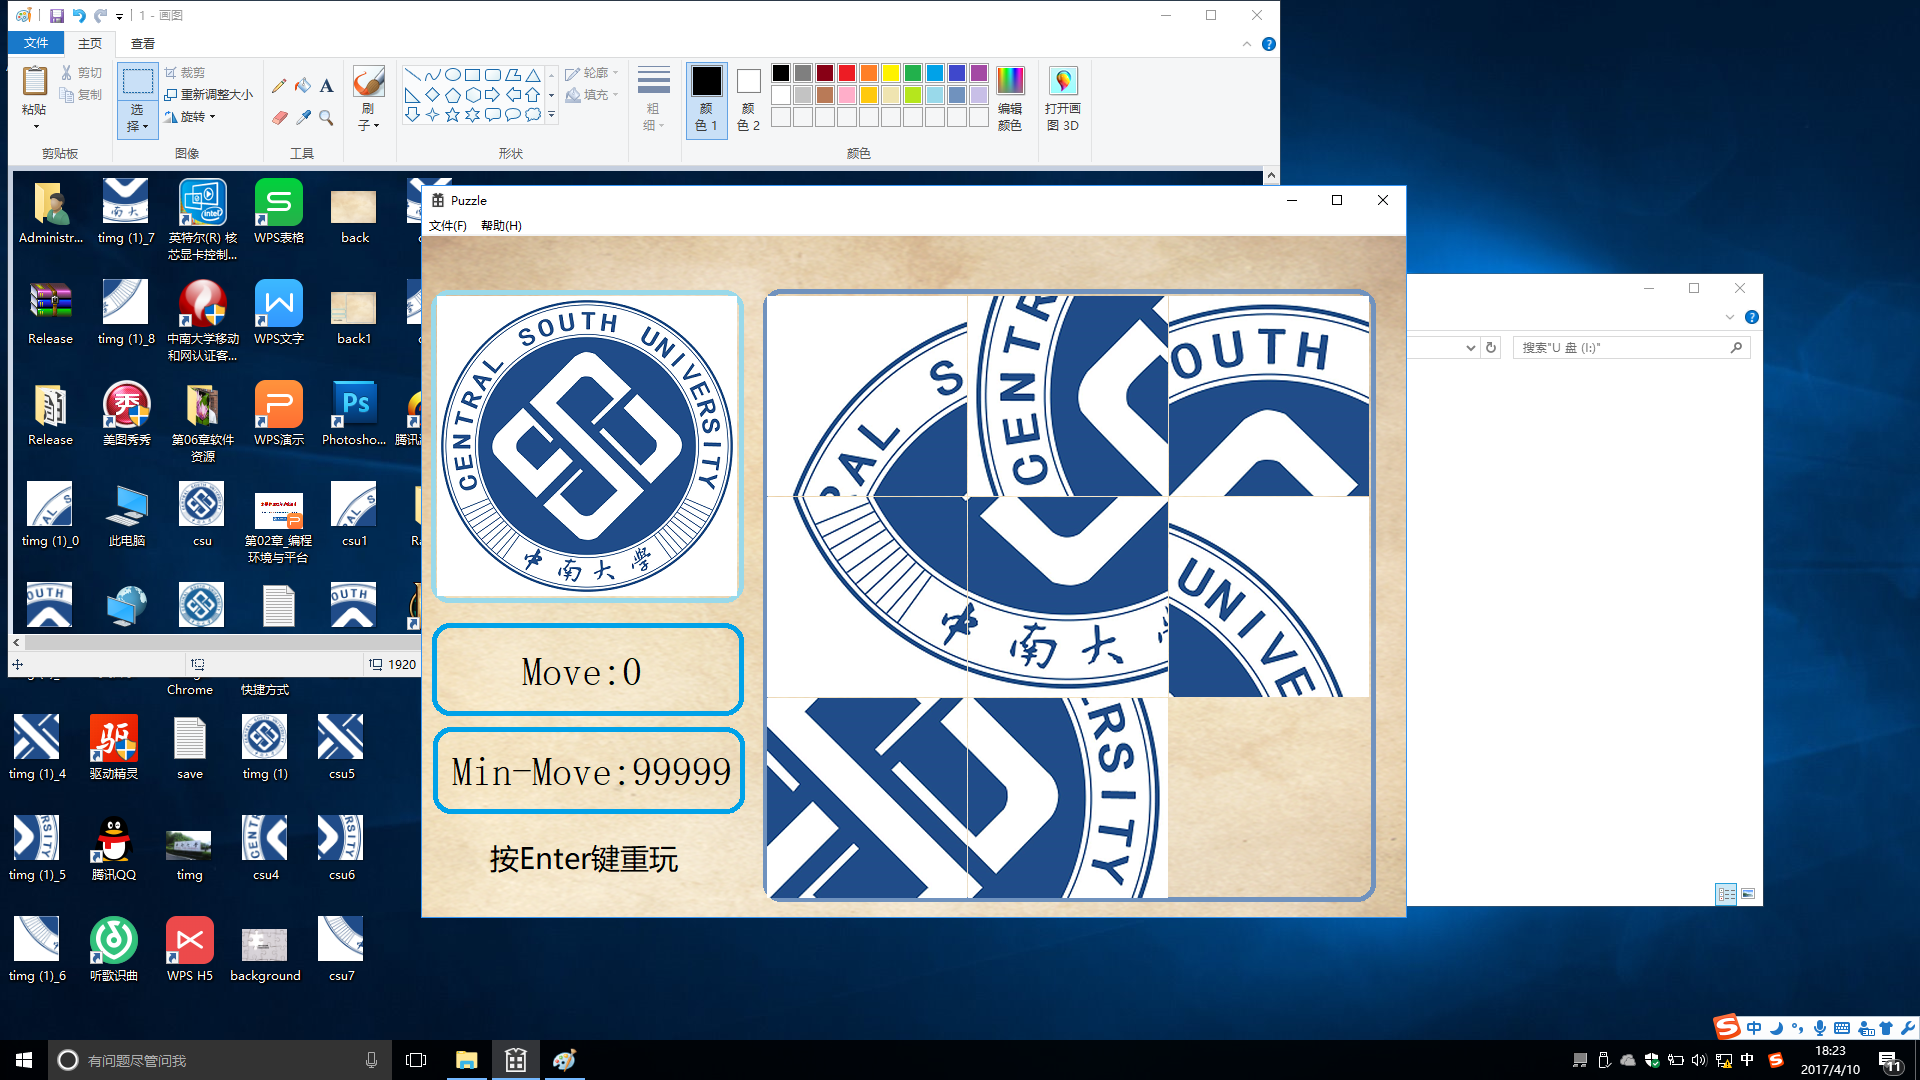 1 - 画图
文件 主页 查看
粘贴
剪切
复制
剪贴板
选择
裁剪
重新调整大小
旋转
图像
A
工具
刷子
轮廓
填充
形状
粗细
颜色 1
颜色 2
编辑颜色
颜色
打开画图 3D
Administr...
timg (1)_7
英特尔(R) 核芯显卡控制...
WPS表格
back
Release
timg (1)_8
中南大学移动和网认证客...
WPS文字
back1
Release
美图秀秀
第06章软件资源
WPS演示
Photosho...
timg (1)_0
此电脑
csu
第02章_编程环境与平台
csu1
1920
Puzzle
文件(F) 帮助(H)
CENTRAL SOUTH UNIVERSITY
中南大学
Move:0
Min-Move:99999
按Enter键重玩
RAL S
CENTR
OUTH
中
南大
UNIVE
RSITY
搜索"U 盘 (I:)"
Chrome
快捷方式
timg (1)_4
驱动精灵
save
timg (1)
csu5
timg (1)_5
腾讯QQ
timg
csu4
csu6
timg (1)_6
听歌识曲
WPS H5
background
csu7
有问题尽管问我
中
中
18:23
2017/4/10
11